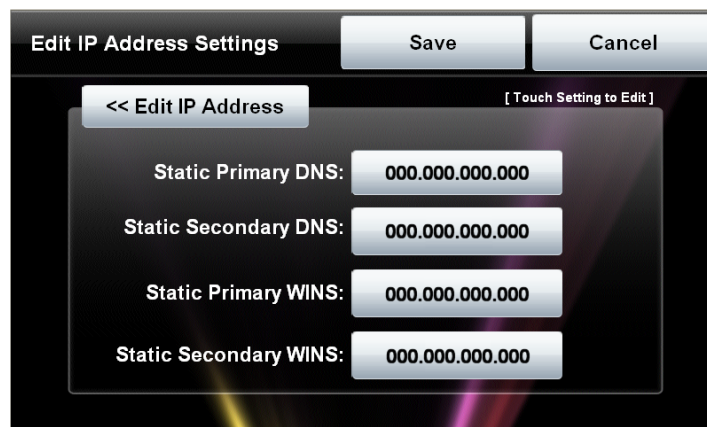 Edit IP Address Settings Save Cancel
<< Edit IP Address [ Touch Setting to Edit ]
Static Primary DNS: 000.000.000.000
Static Secondary DNS: 000.000.000.000
Static Primary WINS: 000.000.000.000
Static Secondary WINS: 000.000.000.000